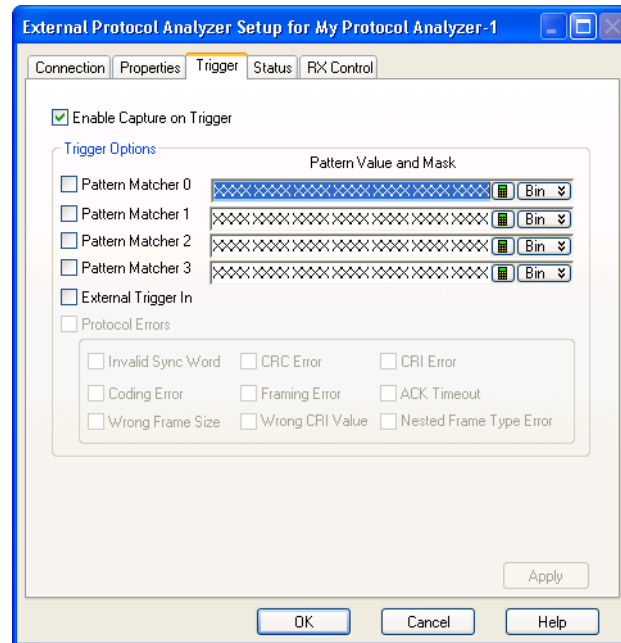 External Protocol Analyzer Setup for My Protocol Analyzer-1
Connection Properties Trigger Status RX Control
Enable Capture on Trigger
Trigger Options
Pattern Value and Mask
Pattern Matcher 0 XXXX XXXX XXXX XXXX XXXX XXXX XXXX XXXX Bin
Pattern Matcher 1 XXXX XXXX XXXX XXXX XXXX XXXX XXXX XXXX Bin
Pattern Matcher 2 XXXX XXXX XXXX XXXX XXXX XXXX XXXX XXXX Bin
Pattern Matcher 3 XXXX XXXX XXXX XXXX XXXX XXXX XXXX XXXX Bin
External Trigger In
Protocol Errors
Invalid Sync Word CRC Error CRI Error
Coding Error Framing Error ACK Timeout
Wrong Frame Size Wrong CRI Value Nested Frame Type Error
Apply
OK Cancel Help